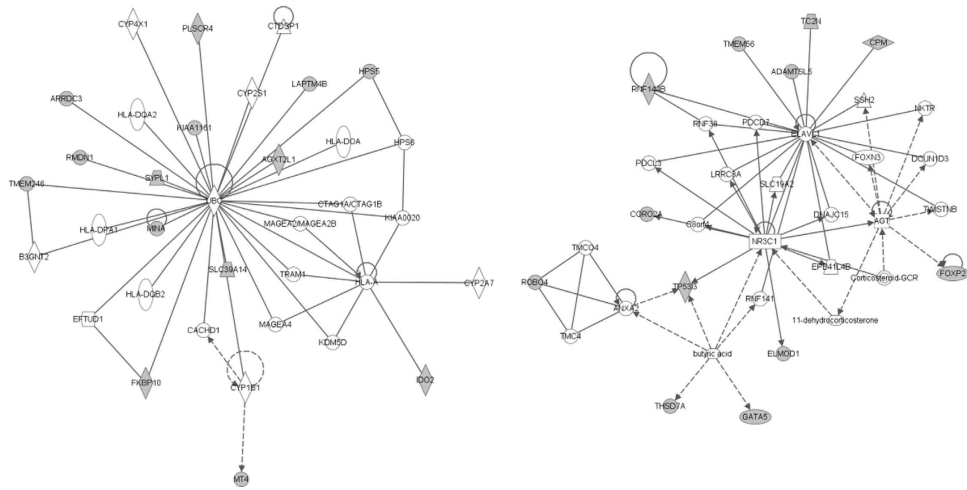 CYP4X1
PLSCR4
CTDSP1
CYP2S1
LAPTM4B
HPS5
ARRDC3
HLA-DQA2
KIAA1161
HLA-DOA
HPS6
RMDN1
SYPL1
AGXT2L1
TMEM246
UBC
CTAG1A/CTAG1B
KIAA0020
HLA-DPA1
MINA
MAGEA2/MAGEA2B
B3GNT2
SLC39A14
TRAM1
HLA-A
CYP2A7
HLA-DQB2
EFTUD1
CACHD1
MAGEA4
KDM5D
FKBP10
CYP1B1
IDO2
MT4
TC2N
TMEM56
CPM
ADAMTSL5
RNF149B
SSH2
NKTR
RNF38
PDCD7
ELAVL1
PDCL3
LRRC8A
FOXN3
DCUN1D3
SLC19A2
CORO2A
C8orf4
DNAJC15
AGT
TWISTNB
NR3C1
TMCO4
EPB41L4B
Corticosteroid-GCR
FOXP2
ROBO4
ANXA2
TP53I3
RNF141
11-dehydrocorticosterone
TMC4
butyric acid
ELMOD1
THSD7A
GATA5